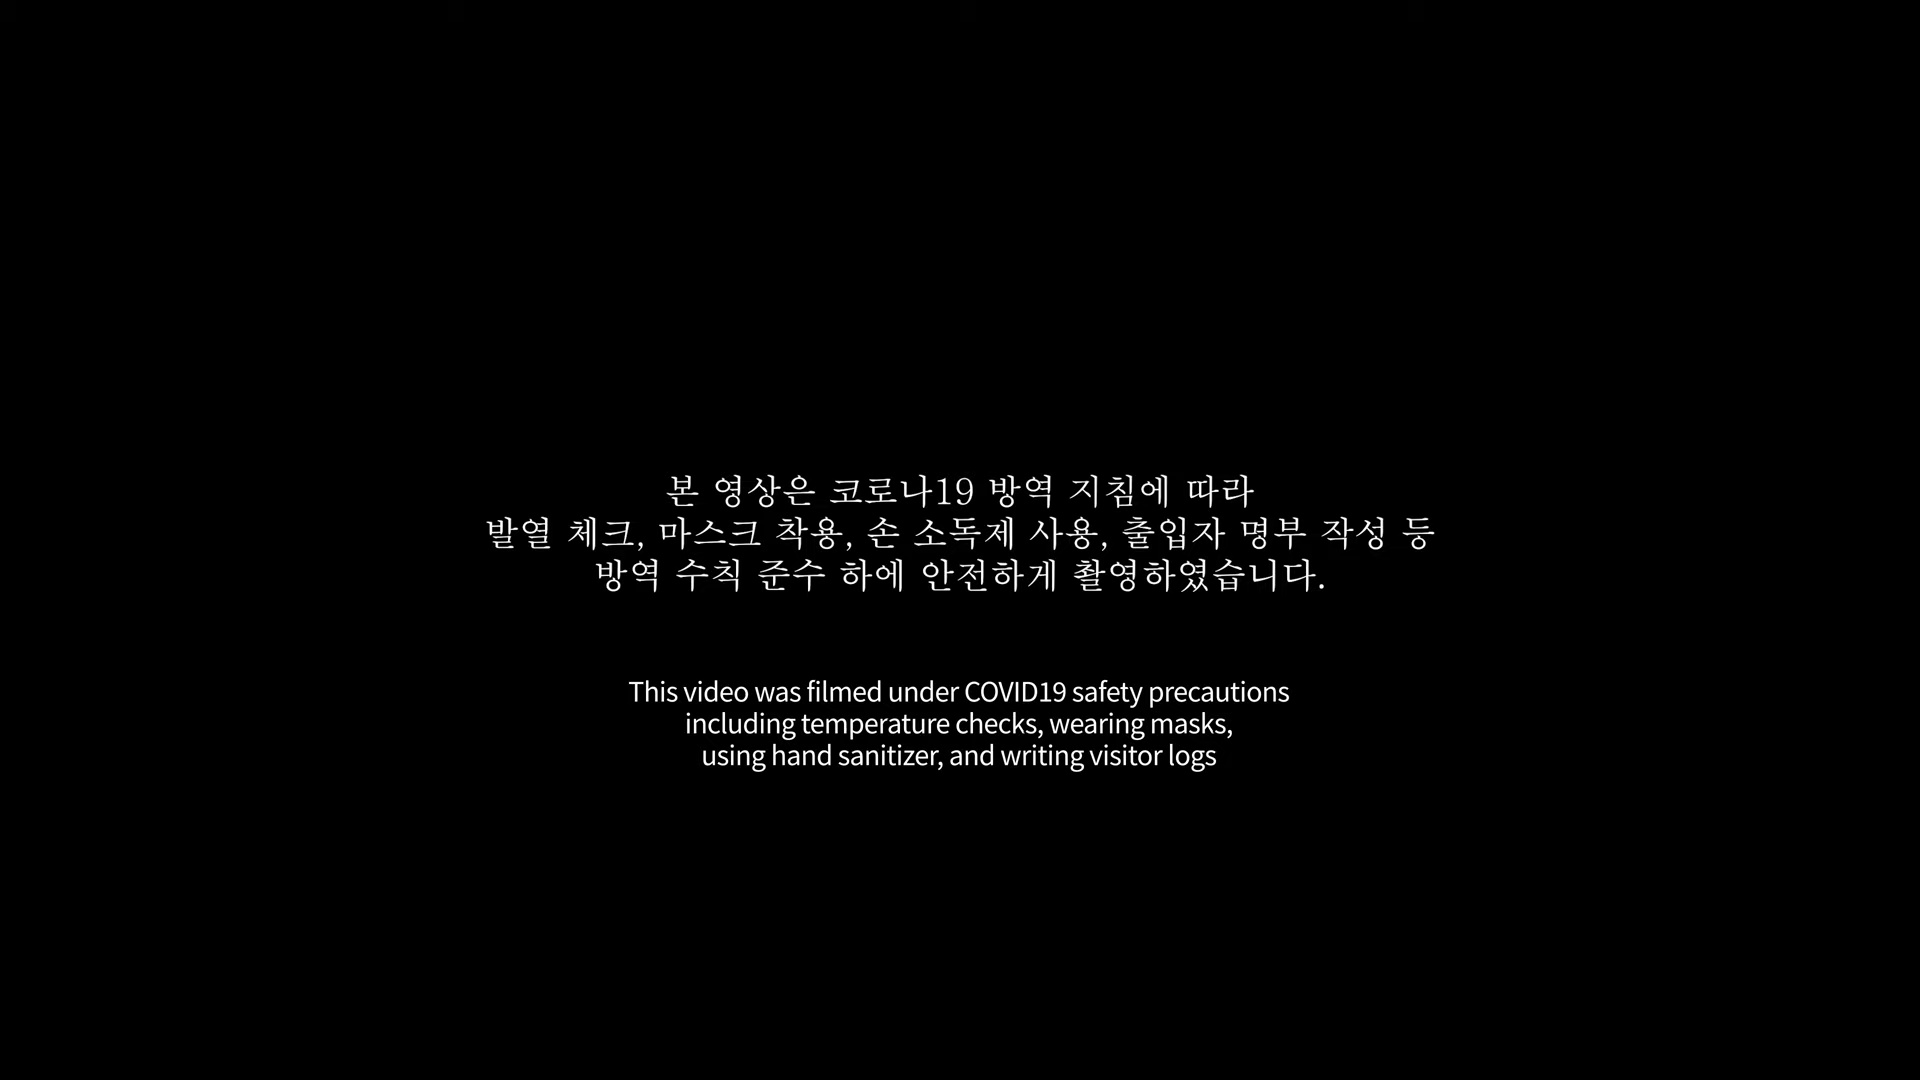 본 영상은 코로나19 방역 지침에 따라
발열 체크, 마스크 착용, 손 소독제 사용, 출입자 명부 작성 등
방역 수칙 준수 하에 안전하게 촬영하였습니다.
This video was filmed under COVID19 safety precautions
including temperature checks, wearing masks,
using hand sanitizer, and writing visitor logs